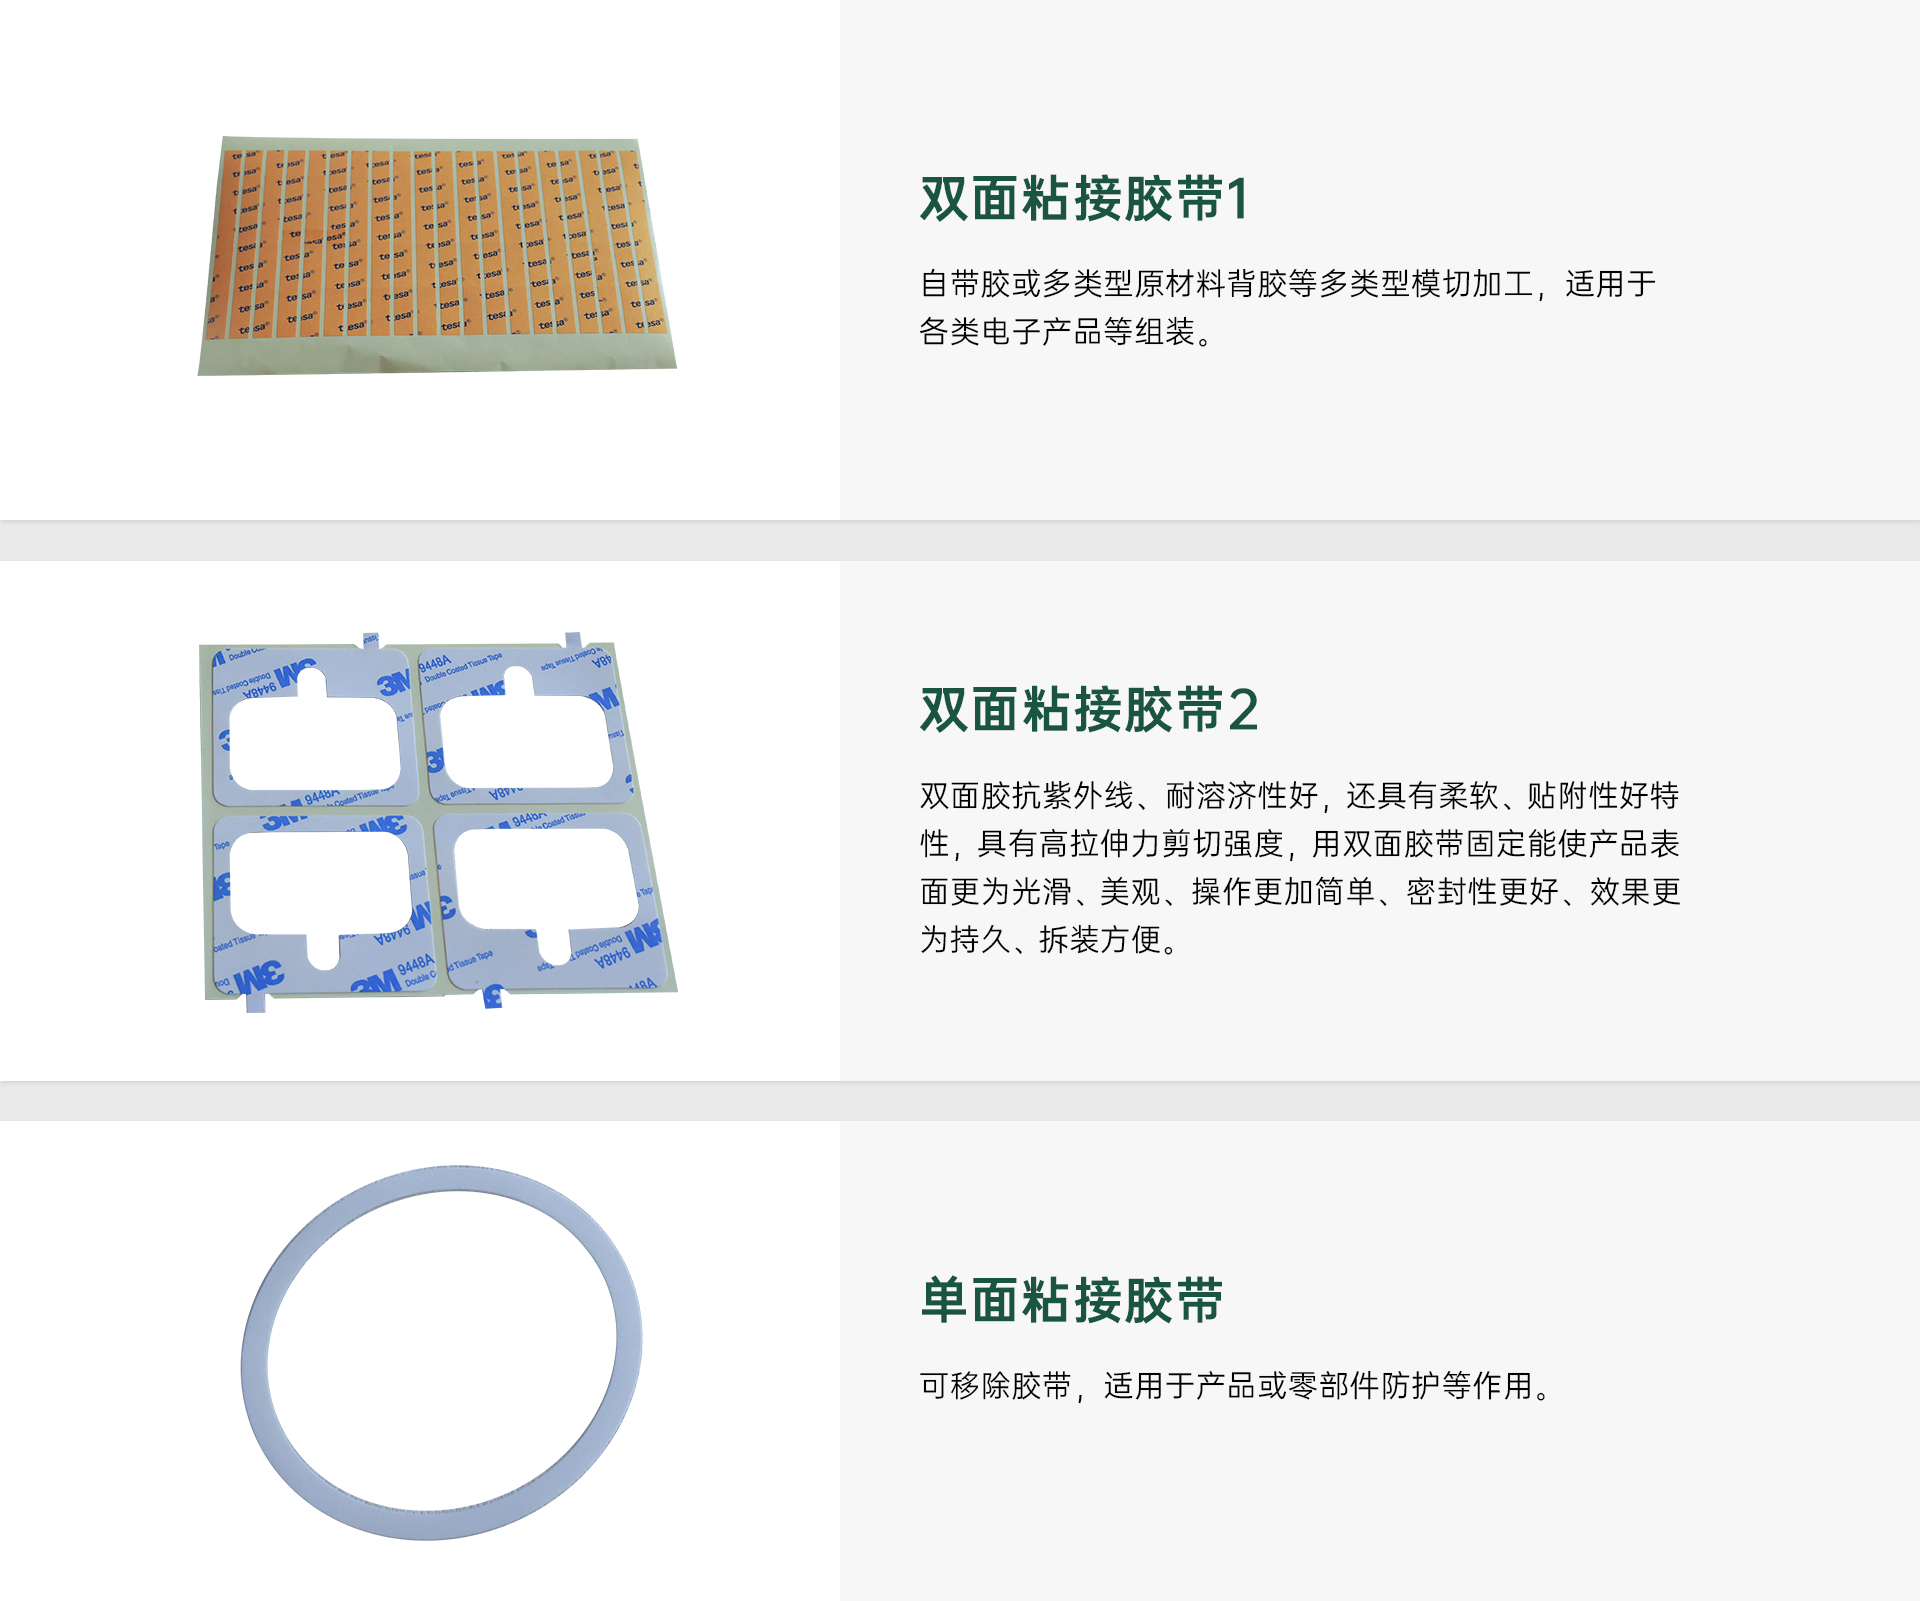 双面粘接胶带1
自带胶或多类型原材料背胶等多类型模切加工，适用于
各类电子产品等组装。
tesa
3M
9448A
Double Coated Tissue Tape
双面粘接胶带2
双面胶抗紫外线、耐溶济性好，还具有柔软、贴附性好特
性，具有高拉伸力剪切强度，用双面胶带固定能使产品表
面更为光滑、美观、操作更加简单、密封性更好、效果更
为持久、拆装方便。
单面粘接胶带
可移除胶带，适用于产品或零部件防护等作用。